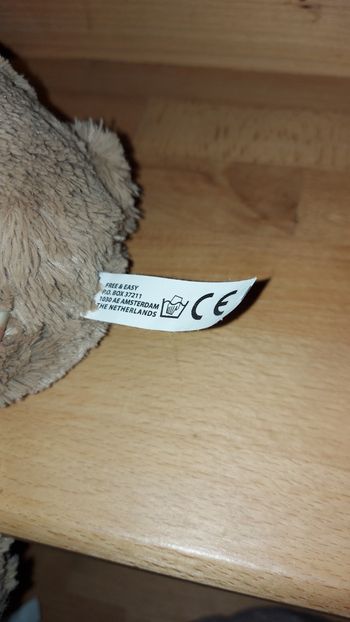 FREE & EASY
P.O. BOX 37211
1030 AE AMSTERDAM
THE NETHERLANDS
CE